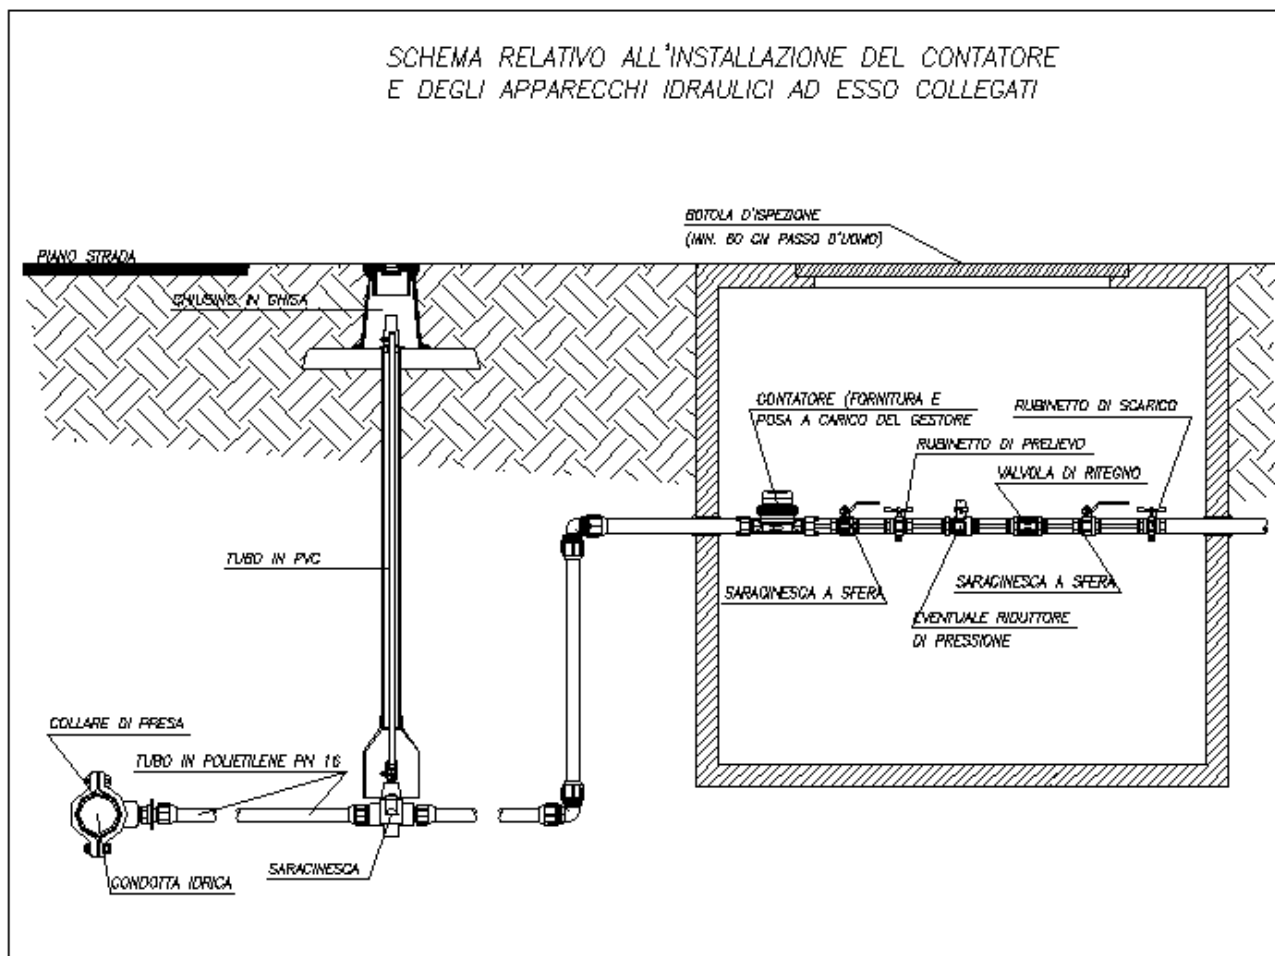 SCHEMA RELATIVO ALL'INSTALLAZIONE DEL CONTATORE
E DEGLI APPARECCHI IDRAULICI AD ESSO COLLEGATI
BOTOLA D'ISPEZIONE
(MIN. 60 CM PASSO D'UOMO)
PIANO STRADA
CHIUSINO IN GHISA
CONTATORE (FORNITURA E
POSA A CARICO DEL GESTORE
RUBINETTO DI SCARICO
RUBINETTO DI PRELIEVO
VALVOLA DI RITEGNO
TUBO IN PVC
SARACINESCA A SFERA
SARACINESCA A SFERA
EVENTUALE RIDUTTORE
DI PRESSIONE
COLLARE DI PRESA
TUBO IN POLIETILENE PN 16
SARACINESCA
CONDOTTA IDRICA